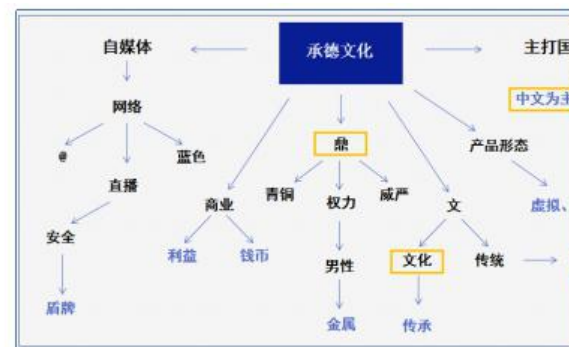 自媒体
承德文化
主打国
中文为主
网络
@
蓝色
鼎
产品形态
直播
青铜
权力
威严
商业
文
虚拟、
安全
利益
钱币
男性
文化
传统
盾牌
金属
传承